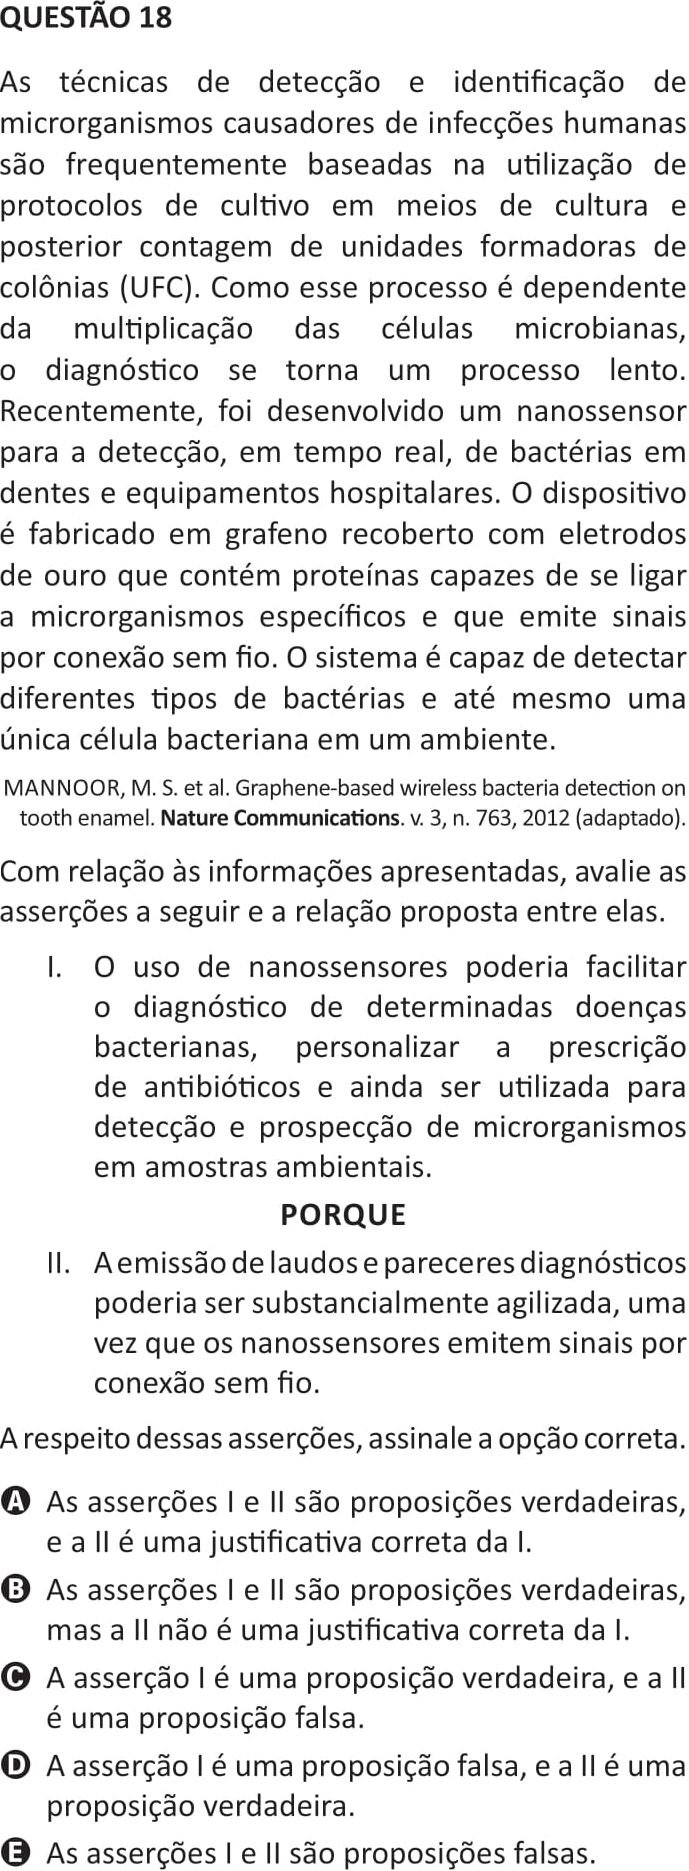 QUESTÃO 18
As técnicas de detecção e identificação de
microrganismos causadores de infecções humanas
são frequentemente baseadas na utilização de
protocolos de cultivo em meios de cultura e
posterior contagem de unidades formadoras de
colônias (UFC). Como esse processo é dependente
da multiplicação das células microbianas,
o diagnóstico se torna um processo lento.
Recentemente, foi desenvolvido um nanossensor
para a detecção, em tempo real, de bactérias em
dentes e equipamentos hospitalares. O dispositivo
é fabricado em grafeno recoberto com eletrodos
de ouro que contém proteínas capazes de se ligar
a microrganismos específicos e que emite sinais
por conexão sem fio. O sistema é capaz de detectar
diferentes tipos de bactérias e até mesmo uma
única célula bacteriana em um ambiente.
MANNOOR, M. S. et al. Graphene-based wireless bacteria detection on
tooth enamel. Nature Communications. v. 3, n. 763, 2012 (adaptado).
Com relação às informações apresentadas, avalie as
asserções a seguir e a relação proposta entre elas.
I. O uso de nanossensores poderia facilitar
o diagnóstico de determinadas doenças
bacterianas, personalizar a prescrição
de antibióticos e ainda ser utilizada para
detecção e prospecção de microrganismos
em amostras ambientais.
PORQUE
II. A emissão de laudos e pareceres diagnósticos
poderia ser substancialmente agilizada, uma
vez que os nanossensores emitem sinais por
conexão sem fio.
A respeito dessas asserções, assinale a opção correta.
A As asserções I e II são proposições verdadeiras,
e a II é uma justificativa correta da I.
B As asserções I e II são proposições verdadeiras,
mas a II não é uma justificativa correta da I.
C A asserção I é uma proposição verdadeira, e a II
é uma proposição falsa.
D A asserção I é uma proposição falsa, e a II é uma
proposição verdadeira.
E As asserções I e II são proposições falsas.